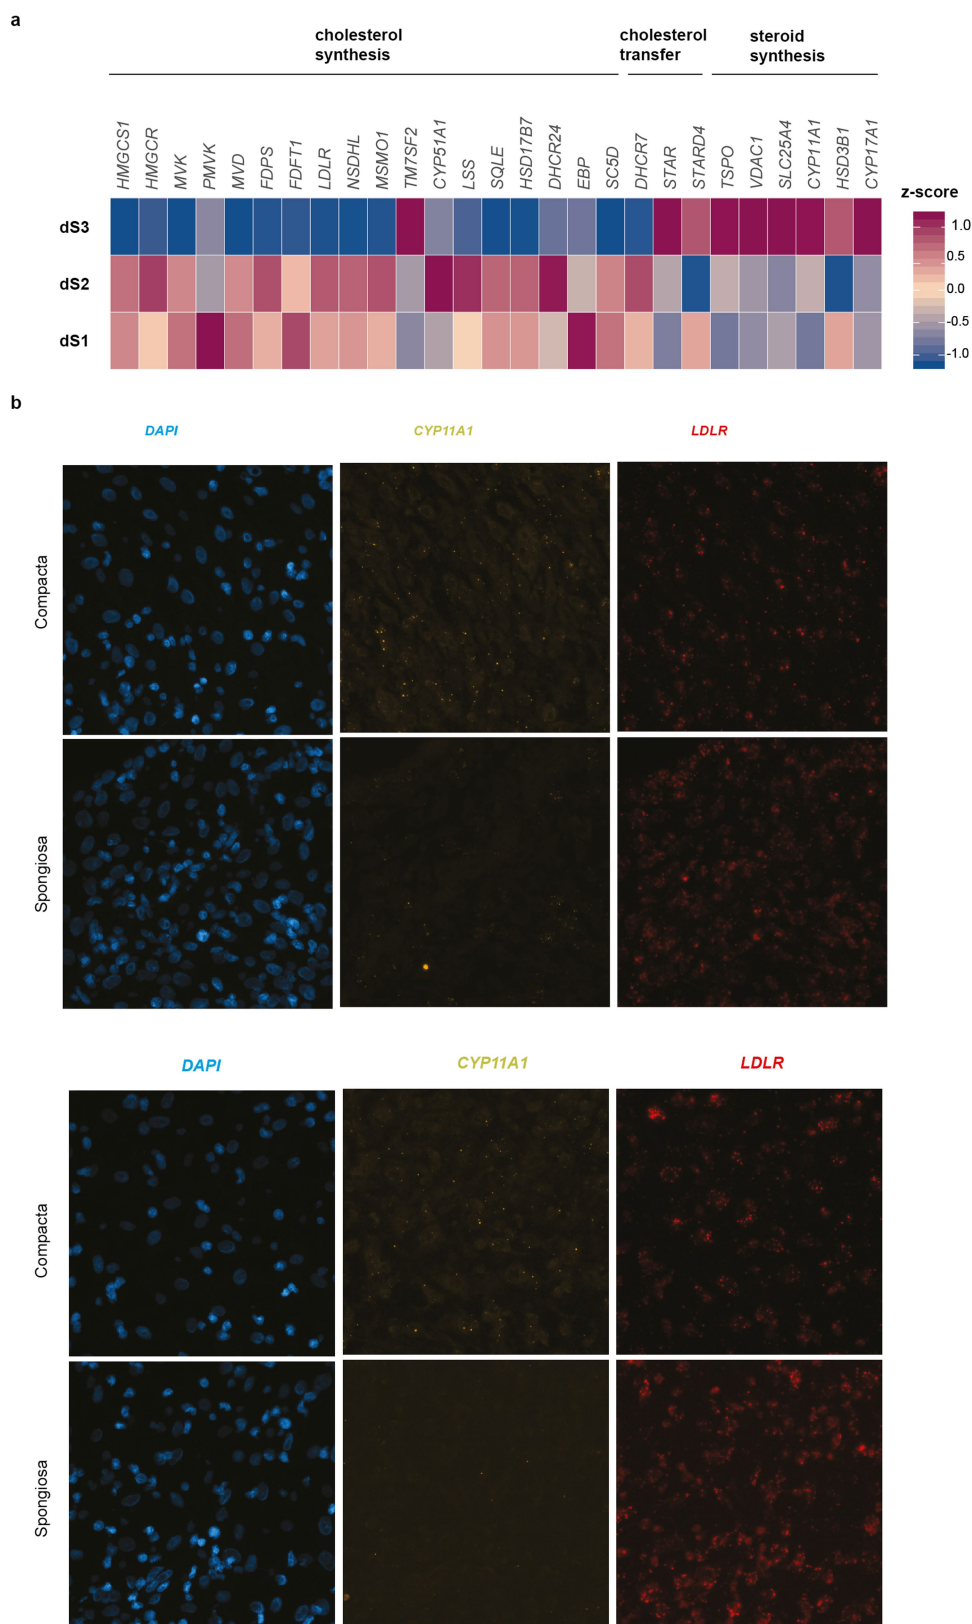 a
cholesterol
synthesis
cholesterol
transfer
steroid
synthesis
HMGCS1
HMGCR
MVK
PMVK
MVD
FDPS
FDFT1
LDLR
NSDHL
MSMO1
TM7SF2
CYP51A1
LSS
SQLE
HSD17B7
DHCR24
EBP
SC5D
DHCR7
STAR
STARD4
TSPO
VDAC1
SLC25A4
CYP11A1
HSD3B1
CYP17A1
z-score
1.0
0.5
0.0
-0.5
-1.0
dS3
dS2
dS1
b
DAPI
CYP11A1
LDLR
Compacta
Spongiosa
DAPI
CYP11A1
LDLR
Compacta
Spongiosa